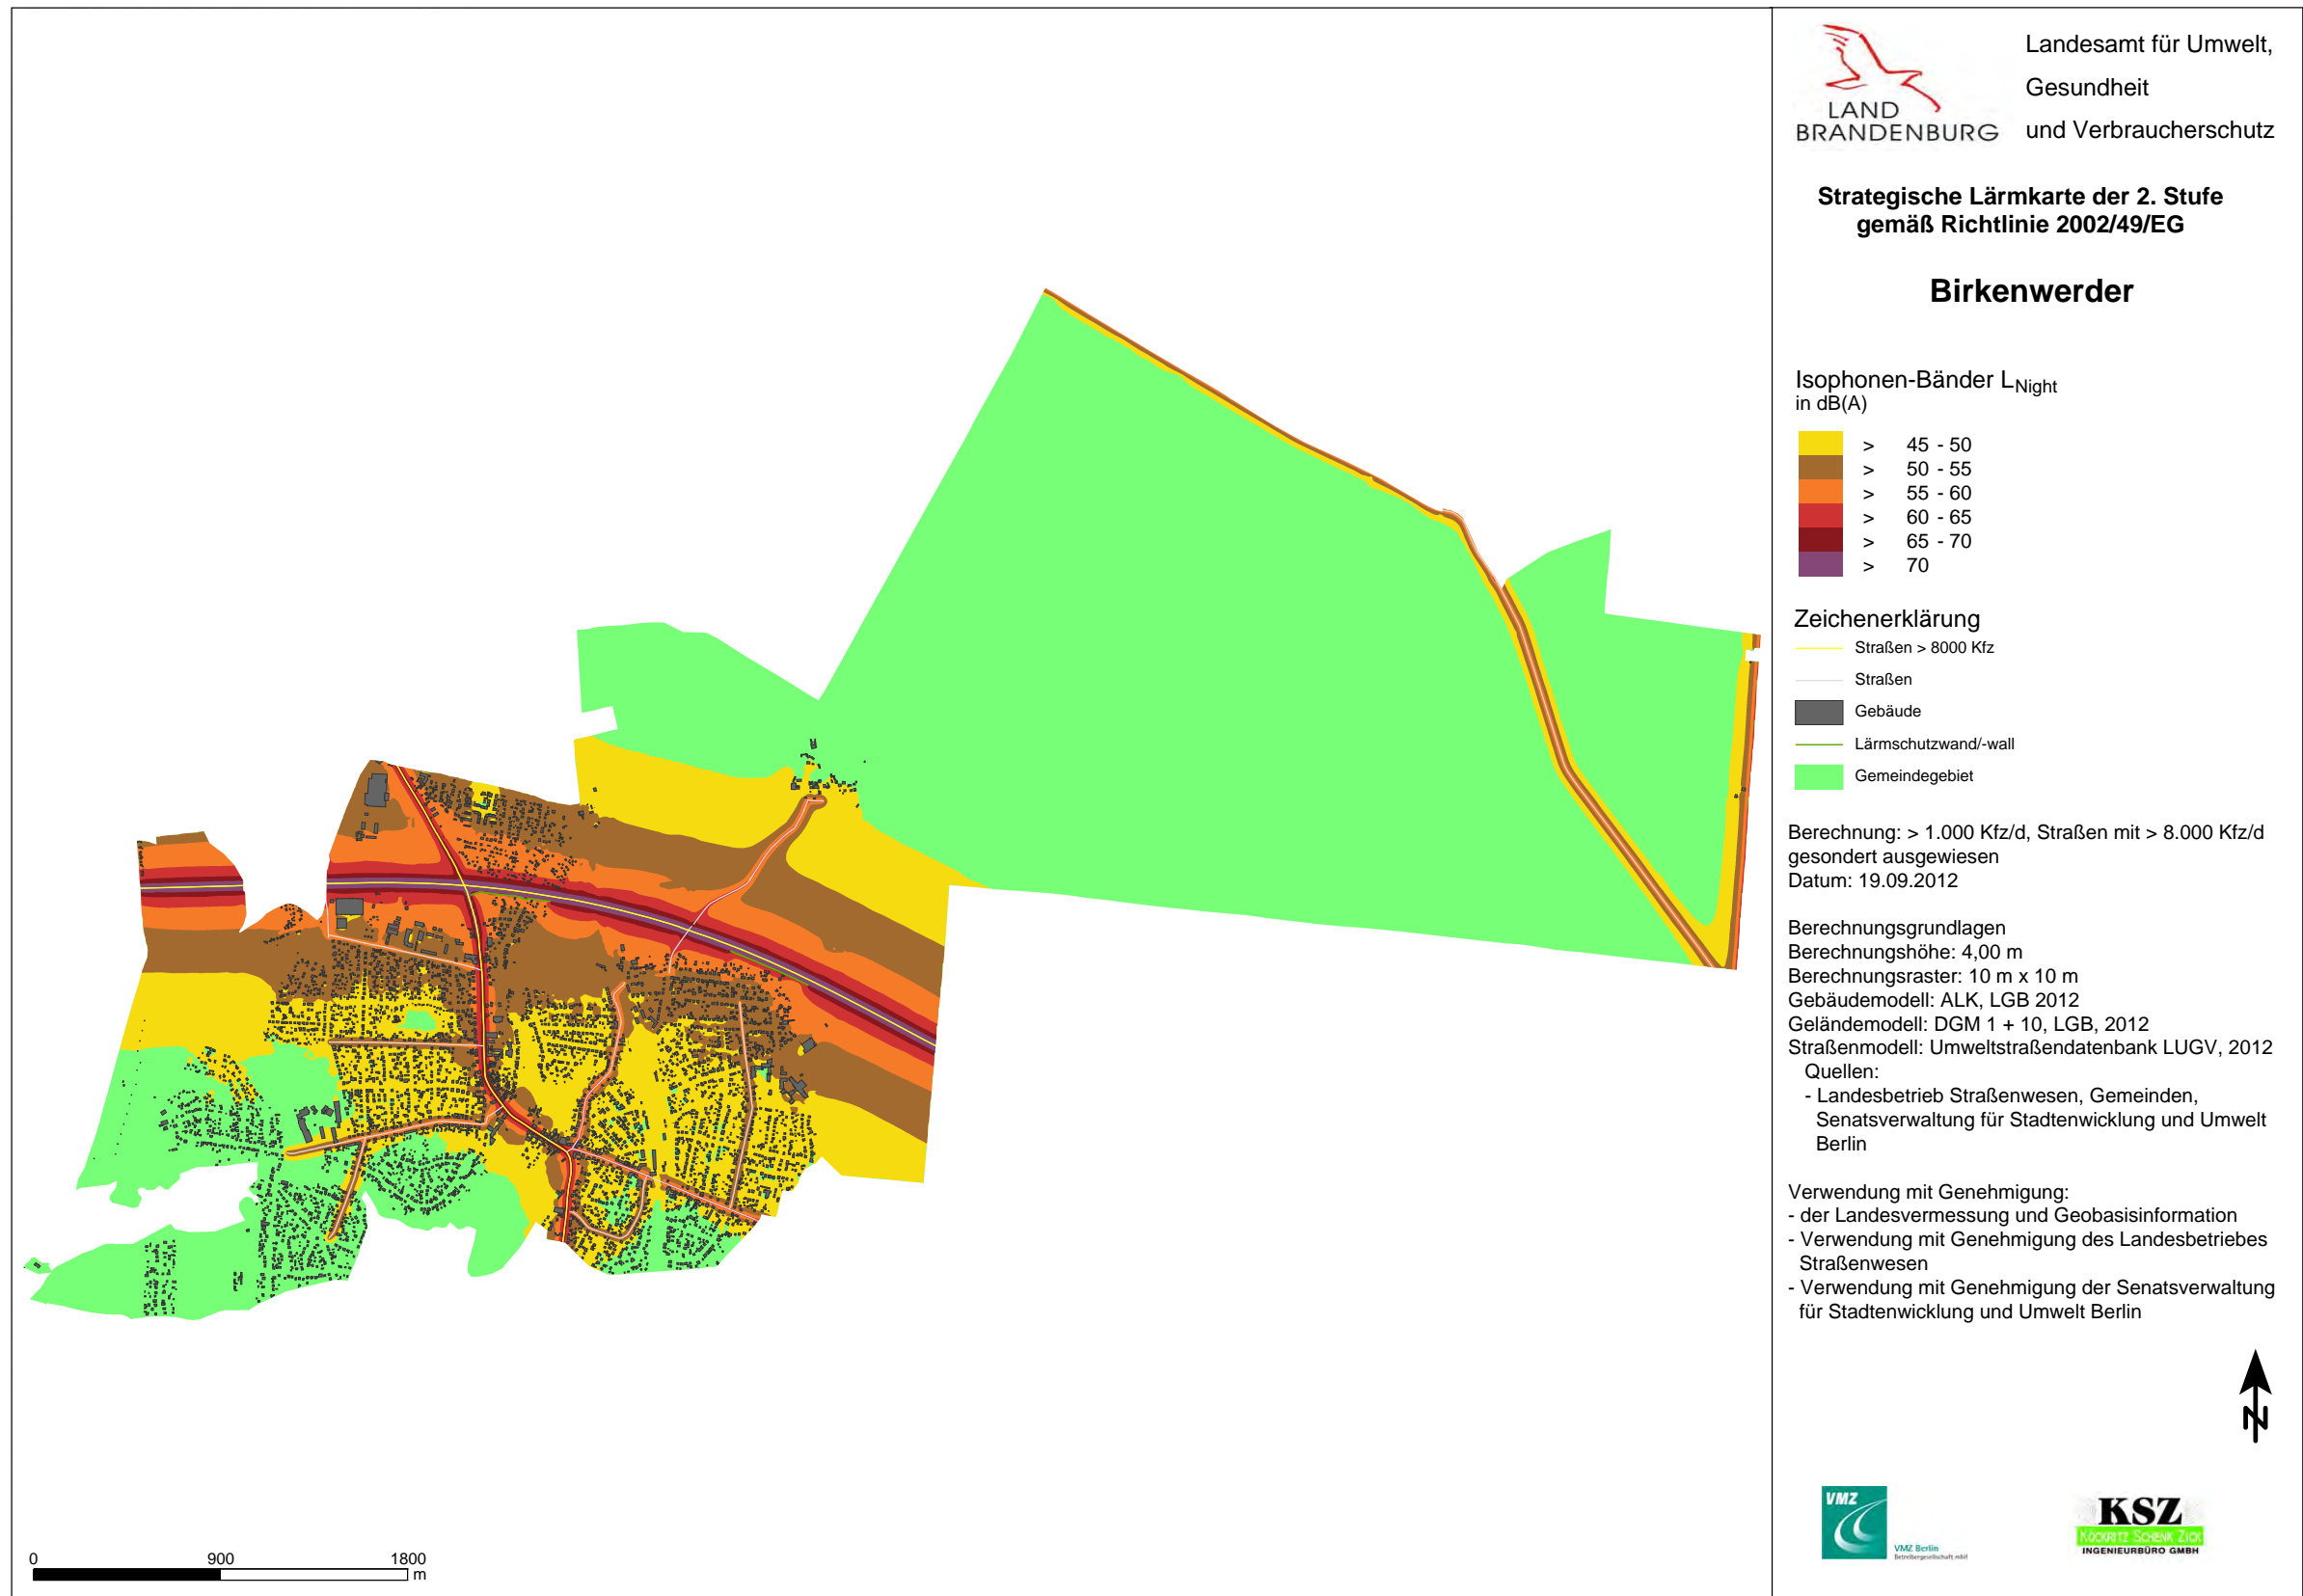 LAND
BRANDENBURG
Landesamt für Umwelt,
Gesundheit
und Verbraucherschutz
Strategische Lärmkarte der 2. Stufe
gemäß Richtlinie 2002/49/EG
Birkenwerder
Isophonen-Bänder LNight
in dB(A)
> 45 - 50
> 50 - 55
> 55 - 60
> 60 - 65
> 65 - 70
> 70
Zeichenerklärung
Straßen > 8000 Kfz
Straßen
Gebäude
Lärmschutzwand/-wall
Gemeindegebiet
Berechnung: > 1.000 Kfz/d, Straßen mit > 8.000 Kfz/d
gesondert ausgewiesen
Datum: 19.09.2012
Berechnungsgrundlagen
Berechnungshöhe: 4,00 m
Berechnungsraster: 10 m x 10 m
Gebäudemodell: ALK, LGB 2012
Geländemodell: DGM 1 + 10, LGB, 2012
Straßenmodell: Umweltstraßendatenbank LUGV, 2012
Quellen:
- Landesbetrieb Straßenwesen, Gemeinden,
Senatsverwaltung für Stadtenwicklung und Umwelt
Berlin
Verwendung mit Genehmigung:
- der Landesvermessung und Geobasisinformation
- Verwendung mit Genehmigung des Landesbetriebes
Straßenwesen
- Verwendung mit Genehmigung der Senatsverwaltung
für Stadtenwicklung und Umwelt Berlin
N
VMZ
VMZ Berlin
Betreibergesellschaft mbH
KSZ
KÖCKRITZ SCHENK ZICK
INGENIEURBÜRO GMBH
0 900 1800
m